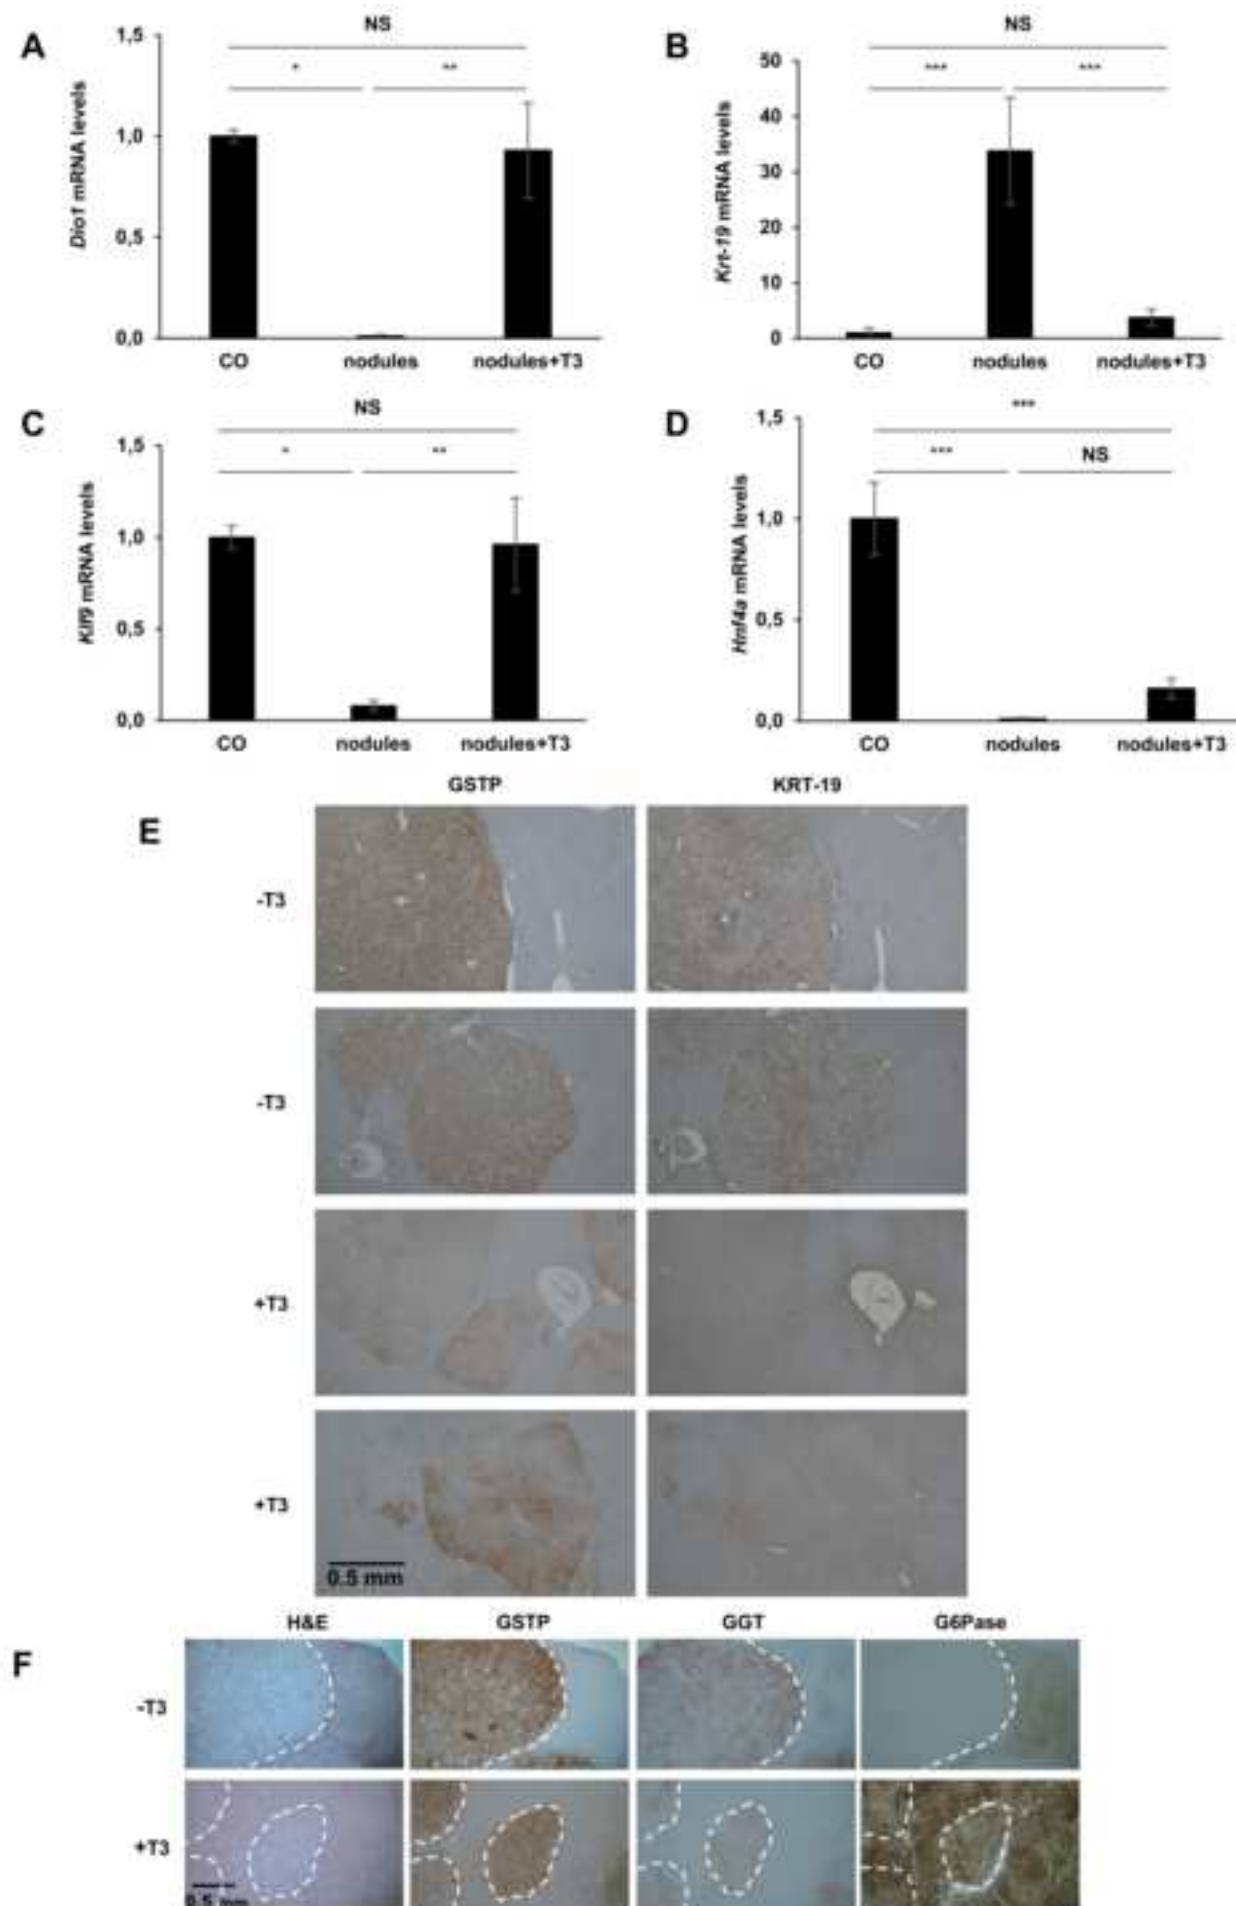 A
NS
*
**
1,5
1,0
0,5
0,0
Dio1 mRNA levels
CO
nodules
nodules+T3
B
NS
***
***
50
40
30
20
10
0
Krt-19 mRNA levels
CO
nodules
nodules+T3
C
NS
*
**
1,5
1,0
0,5
0,0
Klf9 mRNA levels
CO
nodules
nodules+T3
D
***
***
NS
1,5
1,0
0,5
0,0
Hnf4a mRNA levels
CO
nodules
nodules+T3
E
GSTP
KRT-19
-T3
-T3
+T3
+T3
0.5 mm
F
H&E
GSTP
GGT
G6Pase
-T3
+T3
0.5 mm